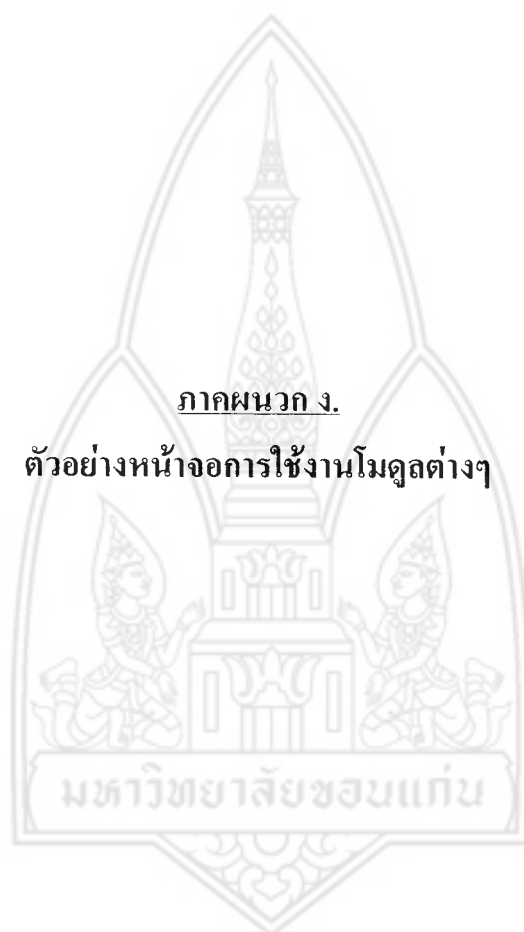 ภาคผนวก ง.
ตัวอย่างหน้าจอการใช้งานโมดูลต่างๆ
มหาวิทยาลัยขอนแก่น